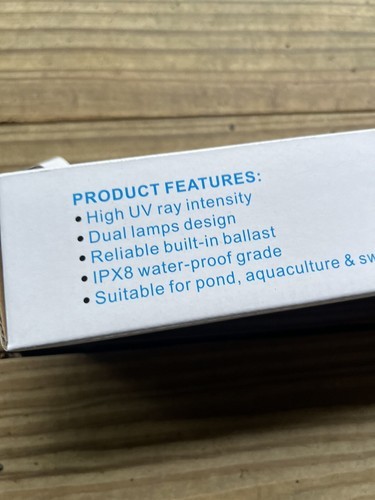 PRODUCT FEATURES:
• High UV ray intensity
• Dual lamps design
• Reliable built-in ballast
• IPX8 water-proof grade
• Suitable for pond, aquaculture & sw